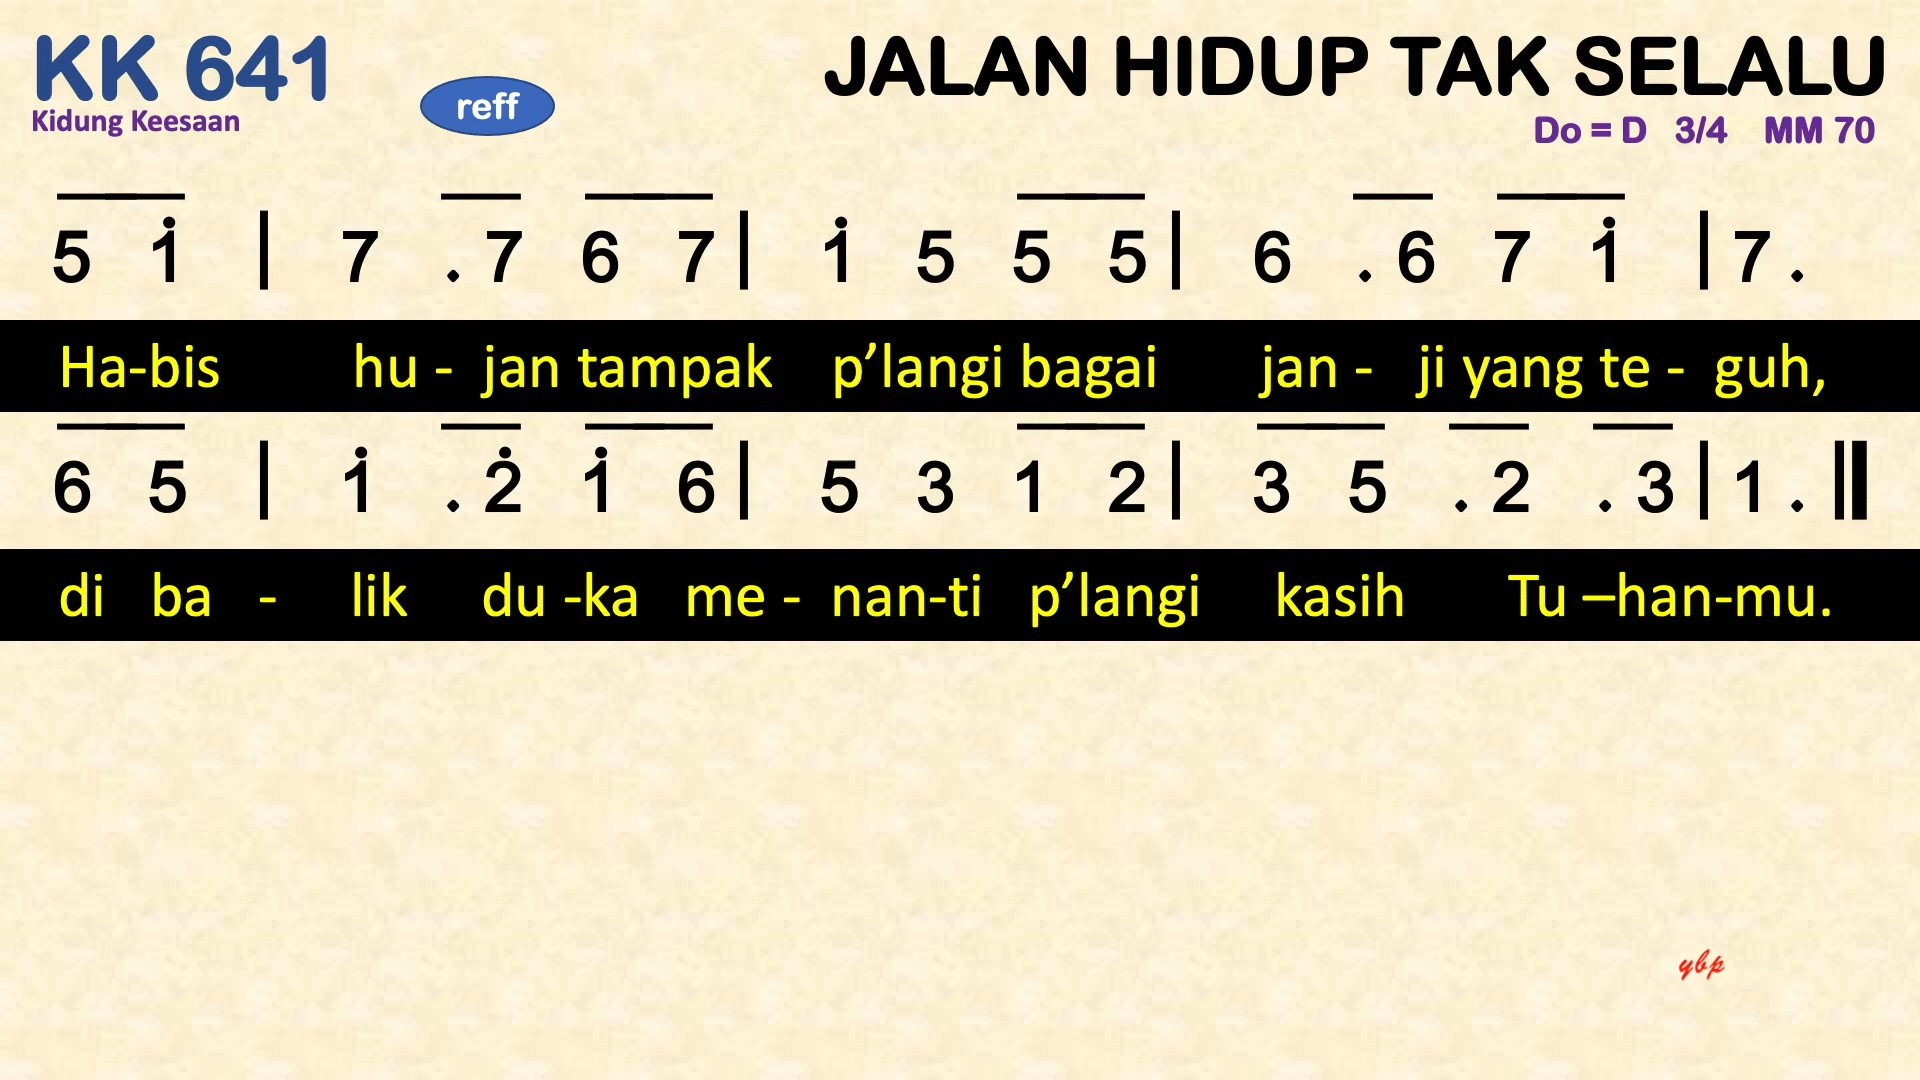 KK 641
Kidung Keesaan
reff
JALAN HIDUP TAK SELALU
Do = D 3/4 MM 70
5 1̇ | 7 . 7 6 7 | 1̇ 5 5 5 | 6 . 6 7 1̇ | 7 .
Ha-bis hu - jan tampak p’langi bagai jan - ji yang te - guh,
6 5 | 1̇ . 2̇ 1̇ 6 | 5 3 1 2 | 3 5 . 2 . 3 | 1 . ||
di ba - lik du -ka me - nan-ti p’langi kasih Tu –han-mu.
ybp